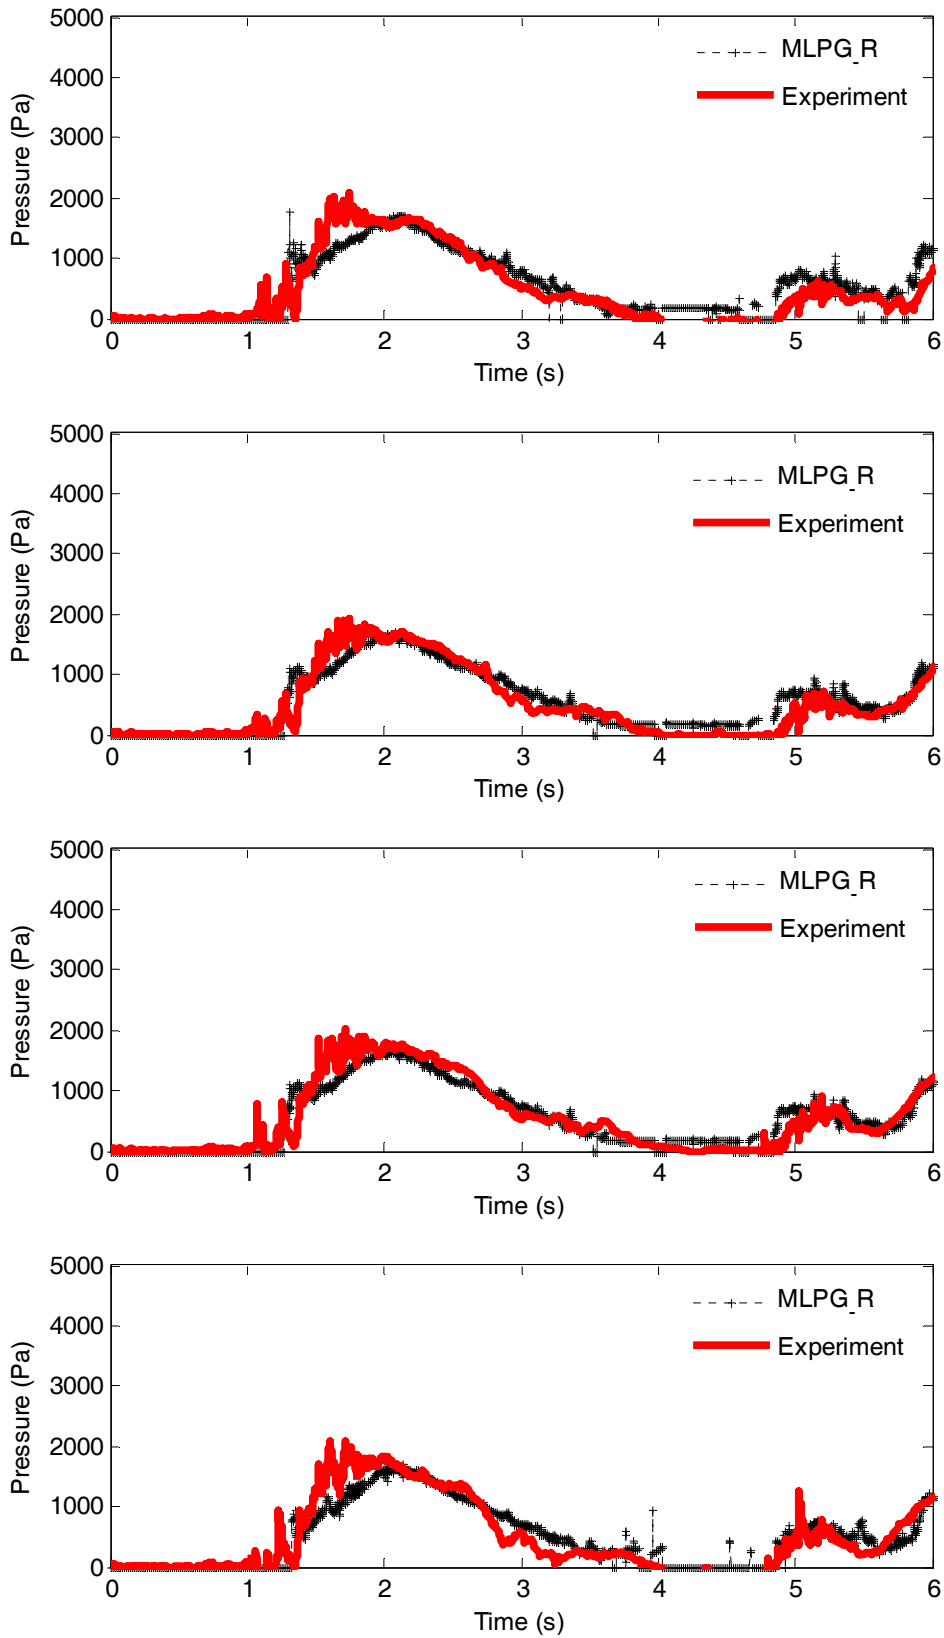 5000
4000
3000
2000
1000
0
Pressure (Pa)
MLPG_R
Experiment
0 1 2 3 4 5 6
Time (s)
5000
4000
3000
2000
1000
0
Pressure (Pa)
MLPG_R
Experiment
0 1 2 3 4 5 6
Time (s)
5000
4000
3000
2000
1000
0
Pressure (Pa)
MLPG_R
Experiment
0 1 2 3 4 5 6
Time (s)
5000
4000
3000
2000
1000
0
Pressure (Pa)
MLPG_R
Experiment
0 1 2 3 4 5 6
Time (s)